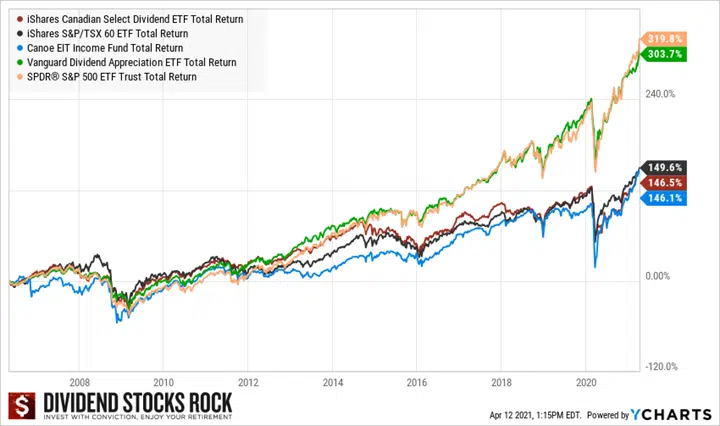 iShares Canadian Select Dividend ETF Total Return
iShares S&P/TSX 60 ETF Total Return
Canoe EIT Income Fund Total Return
Vanguard Dividend Appreciation ETF Total Return
SPDR® S&P 500 ETF Trust Total Return
319.8%
303.7%
240.0%
149.6%
146.5%
146.1%
0.00%
-120.0%
2008 2010 2012 2014 2016 2018 2020
$ DIVIDEND STOCKS ROCK
INVEST WITH CONVICTION, ENJOY YOUR RETIREMENT
Apr 12 2021, 1:15PM EDT. Powered by YCHARTS